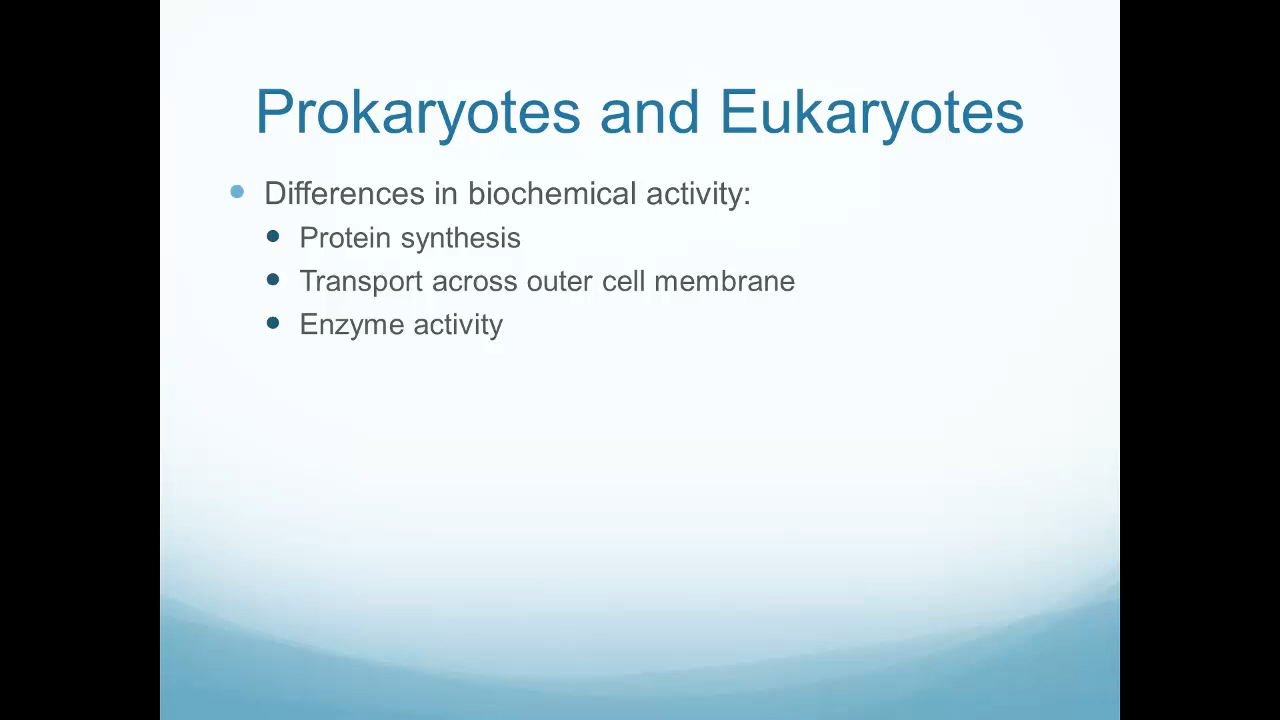 Prokaryotes and Eukaryotes
Differences in biochemical activity:
Protein synthesis
Transport across outer cell membrane
Enzyme activity